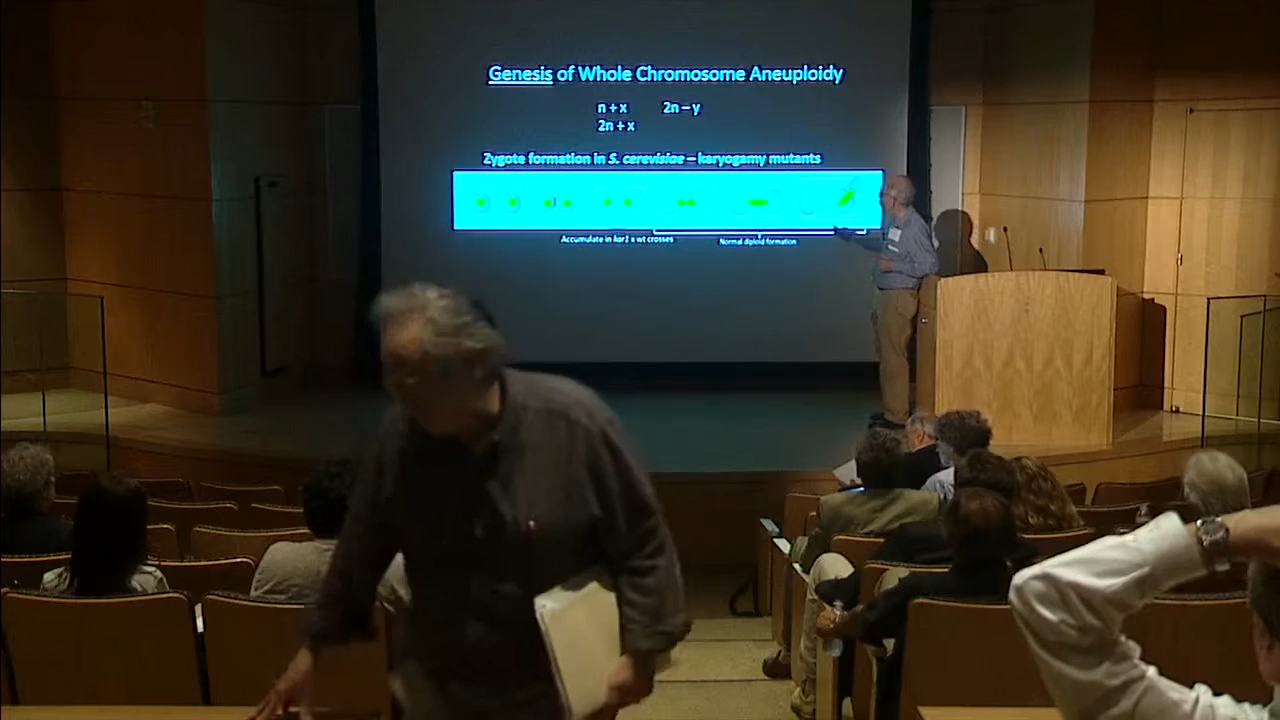 Genesis of Whole Chromosome Aneuploidy
n + x 2n – y
2n + x
Zygote formation in S. cerevisiae – karyogamy mutants
Accumulate in kar1 x wt crosses
Normal diploid formation